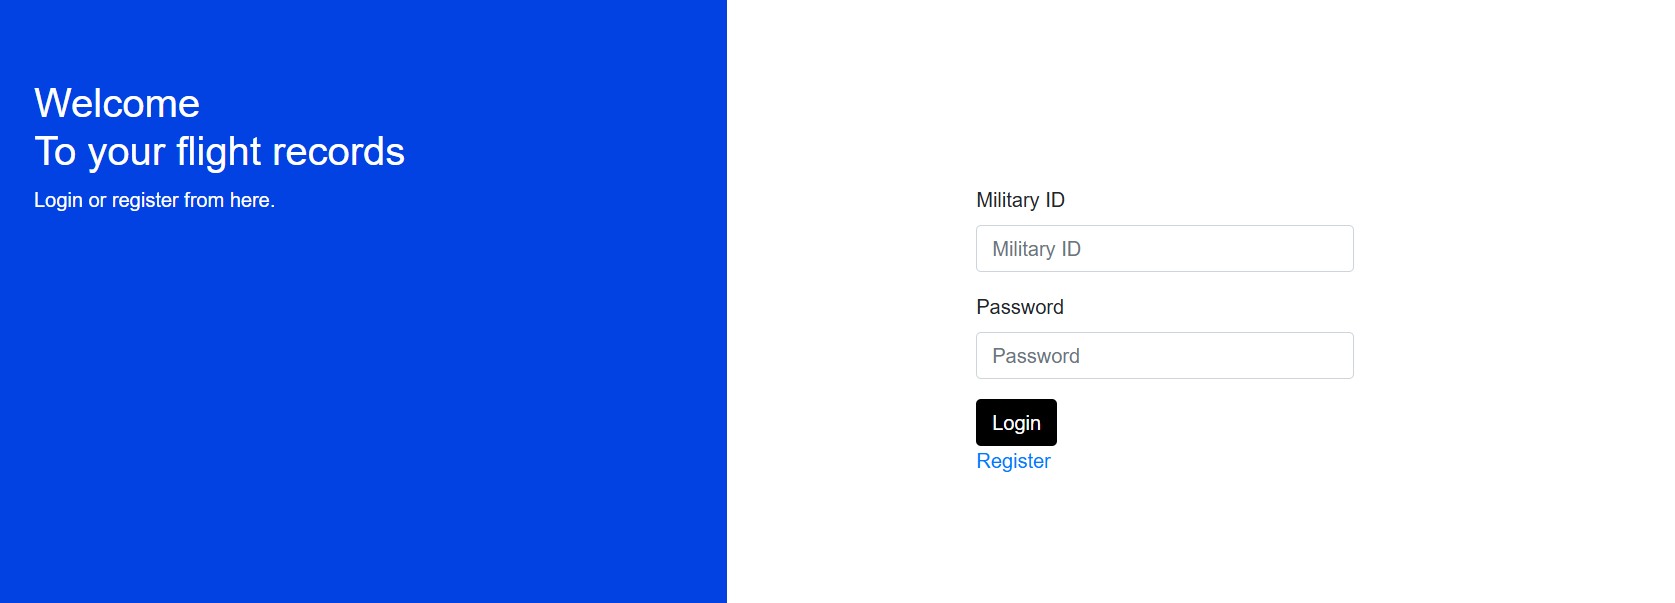 Welcome
To your flight records
Login or register from here.
Military ID
Military ID
Password
Password
Login
Register